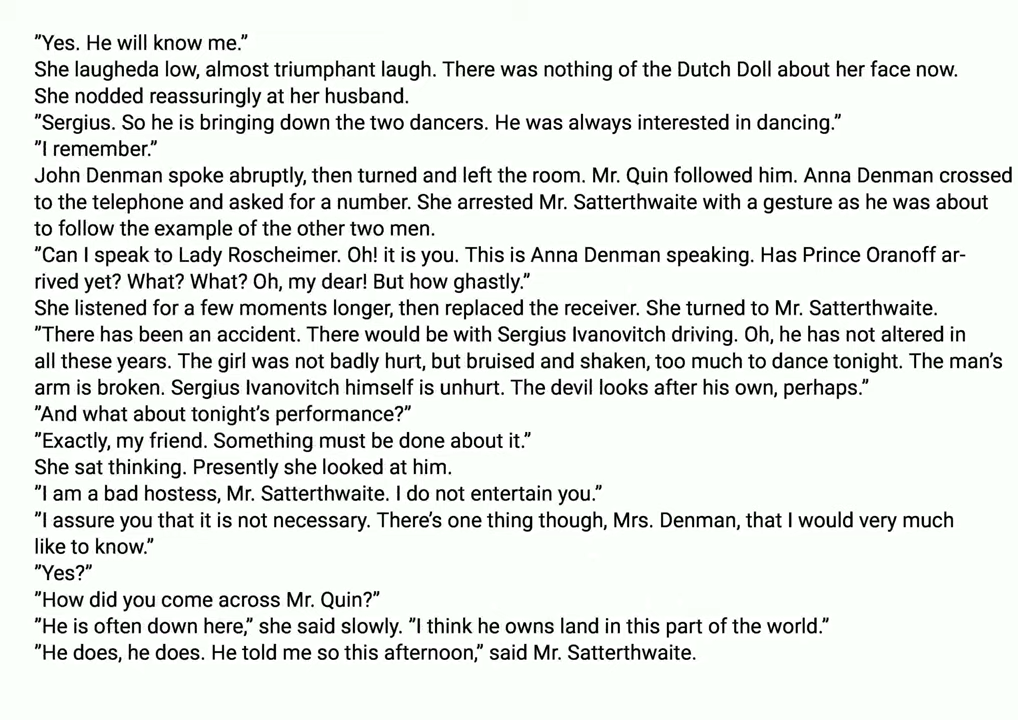 ”Yes. He will know me.”
She laugheda low, almost triumphant laugh. There was nothing of the Dutch Doll about her face now.
She nodded reassuringly at her husband.
”Sergius. So he is bringing down the two dancers. He was always interested in dancing.”
”I remember.”
John Denman spoke abruptly, then turned and left the room. Mr. Quin followed him. Anna Denman crossed
to the telephone and asked for a number. She arrested Mr. Satterthwaite with a gesture as he was about
to follow the example of the other two men.
”Can I speak to Lady Roscheimer. Oh! it is you. This is Anna Denman speaking. Has Prince Oranoff ar-
rived yet? What? What? Oh, my dear! But how ghastly.”
She listened for a few moments longer, then replaced the receiver. She turned to Mr. Satterthwaite.
”There has been an accident. There would be with Sergius Ivanovitch driving. Oh, he has not altered in
all these years. The girl was not badly hurt, but bruised and shaken, too much to dance tonight. The man’s
arm is broken. Sergius Ivanovitch himself is unhurt. The devil looks after his own, perhaps.”
”And what about tonight’s performance?”
”Exactly, my friend. Something must be done about it.”
She sat thinking. Presently she looked at him.
”I am a bad hostess, Mr. Satterthwaite. I do not entertain you.”
”I assure you that it is not necessary. There’s one thing though, Mrs. Denman, that I would very much
like to know.”
”Yes?”
”How did you come across Mr. Quin?”
”He is often down here,” she said slowly. ”I think he owns land in this part of the world.”
”He does, he does. He told me so this afternoon,” said Mr. Satterthwaite.